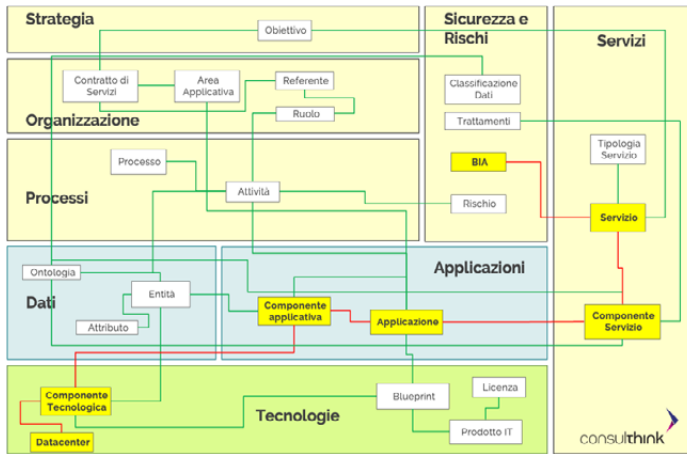 Strategia
Obiettivo
Sicurezza e
Rischi
Servizi
Contratto di
Servizi
Area
Applicativa
Referente
Ruolo
Organizzazione
Classificazione
Dati
Trattamenti
BIA
Rischio
Tipologia
Servizio
Servizio
Componente
Servizio
Processo
Attività
Processi
Ontologia
Dati
Entità
Attributo
Applicazioni
Componente
applicativa
Applicazione
Componente
Tecnologica
Datacenter
Tecnologie
Blueprint
Licenza
Prodotto IT
consulthink